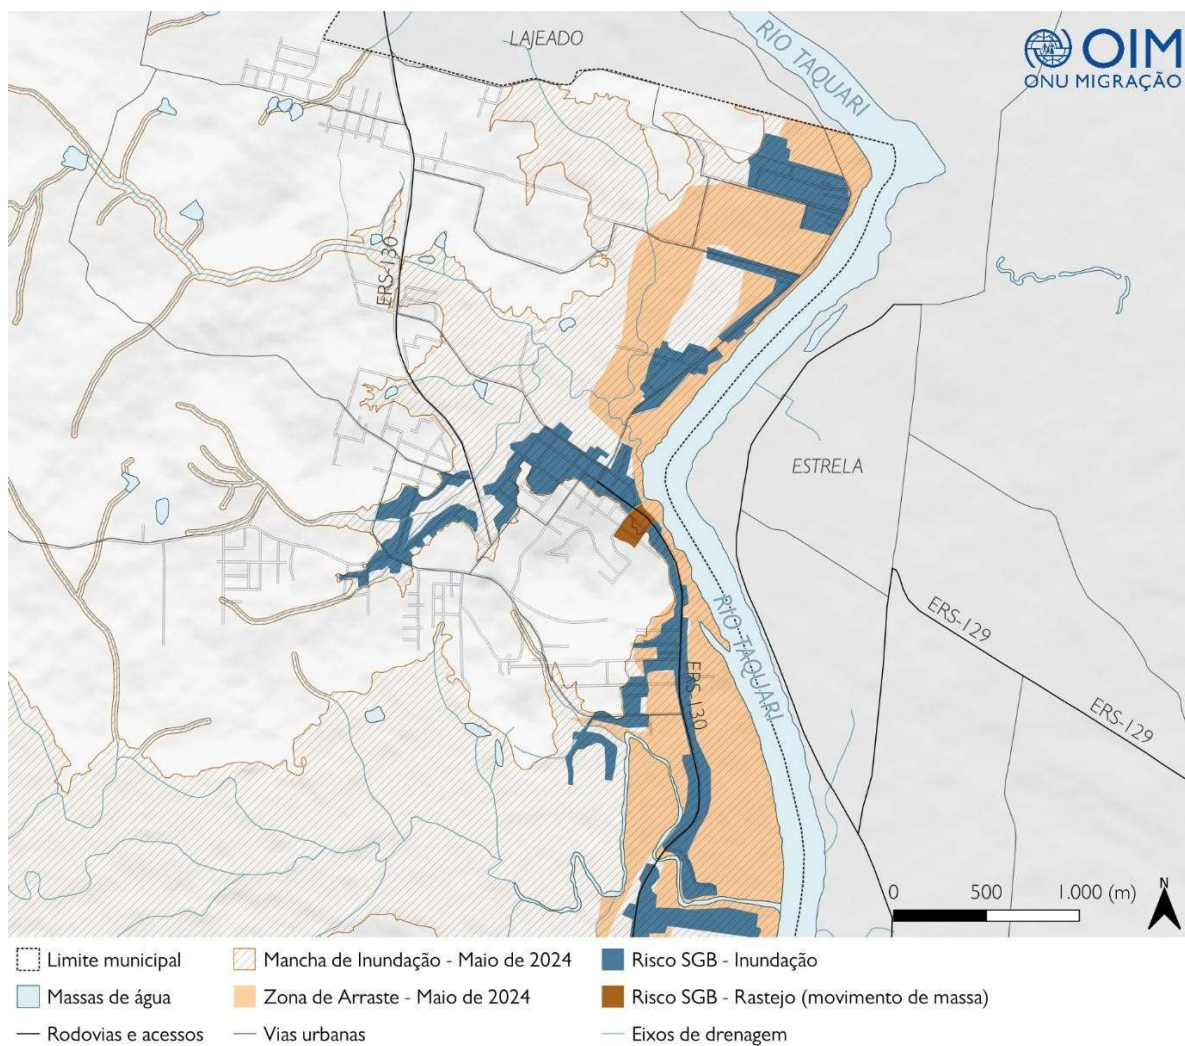 LAJEADO
RIO TAQUARI
OIM
ONU MIGRAÇÃO
ERS-130
ESTRELA
ERS-129
RIO TAQUARI
ERS-130
ERS-129
0 500 1.000 (m)
N
Limite municipal
Mancha de Inundação - Maio de 2024
Risco SGB - Inundação
Massas de água
Zona de Arraste - Maio de 2024
Risco SGB - Rastejo (movimento de massa)
Rodovias e acessos
Vias urbanas
Eixos de drenagem